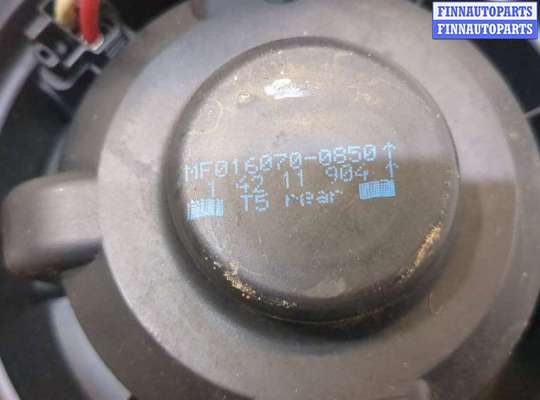 FINNAUTOPARTS
FINNAUTOPARTS
MF016070-0850↑
1 42 11 904 ↑
T5 rear